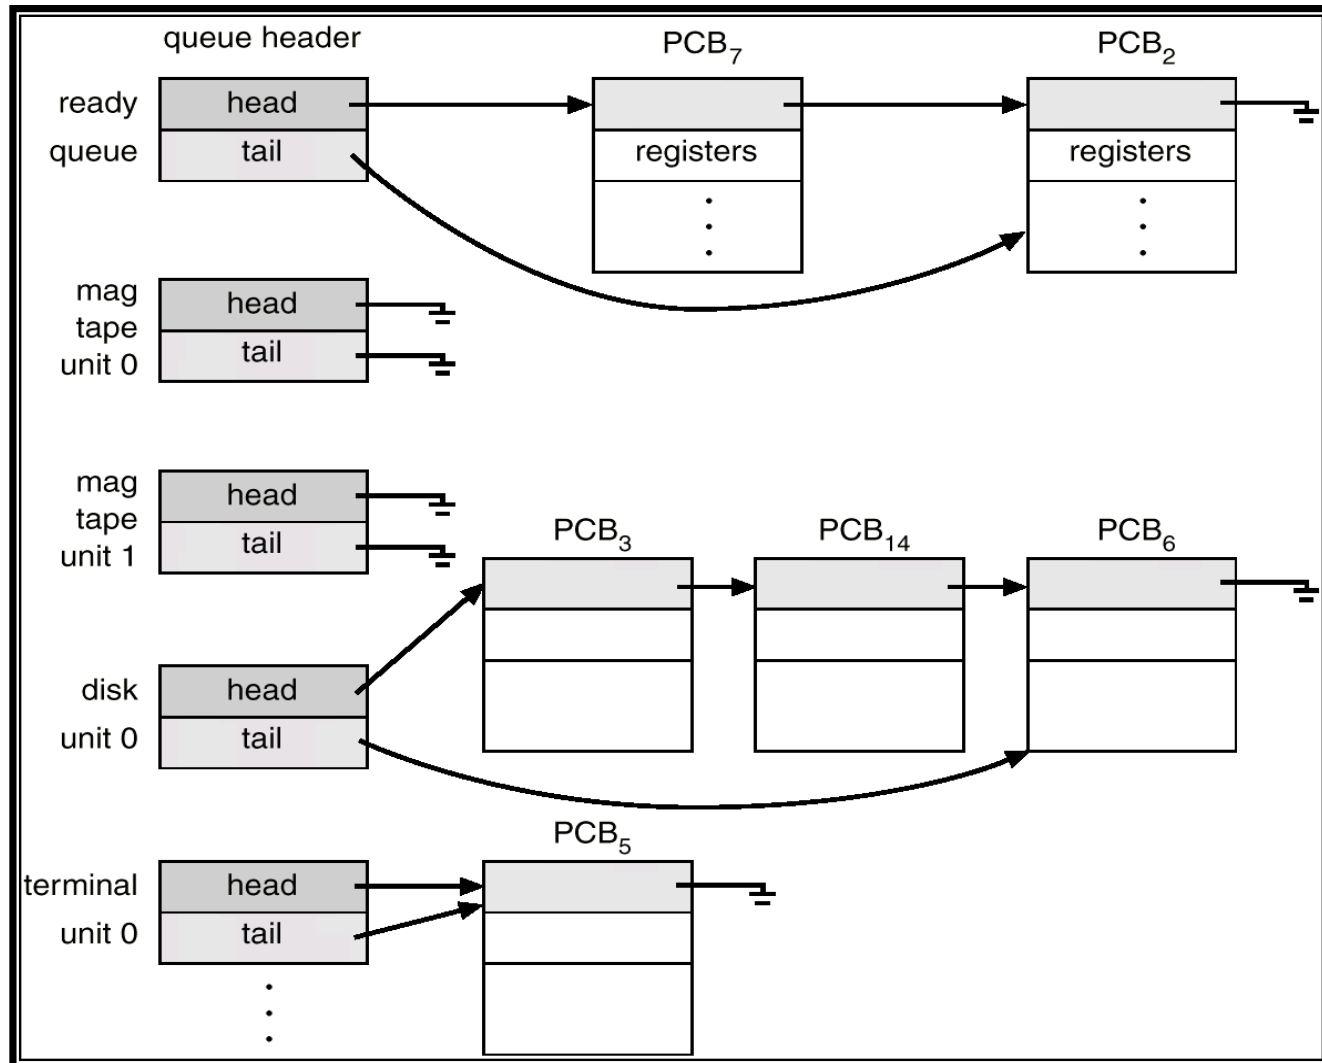 queue header PCB7 PCB2
ready head
queue tail registers registers
mag head
tape
unit 0 tail
mag head
tape
unit 1 tail PCB3 PCB14 PCB6
disk head
unit 0 tail
PCB5
terminal head
unit 0 tail